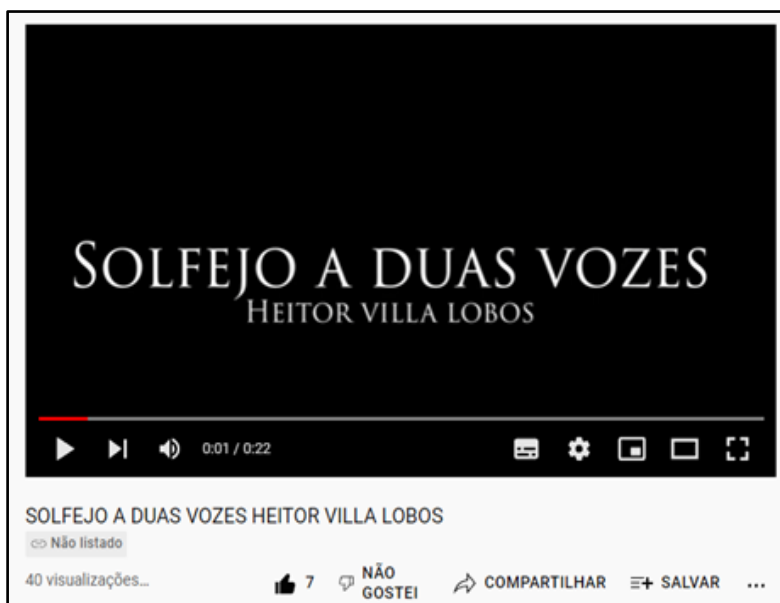 SOLFEJO A DUAS VOZES
HEITOR VILLA LOBOS
0:01 / 0:22
SOLFEJO A DUAS VOZES HEITOR VILLA LOBOS
Não listado
40 visualizações...
7
NÃO GOSTEI
COMPARTILHAR
SALVAR
...